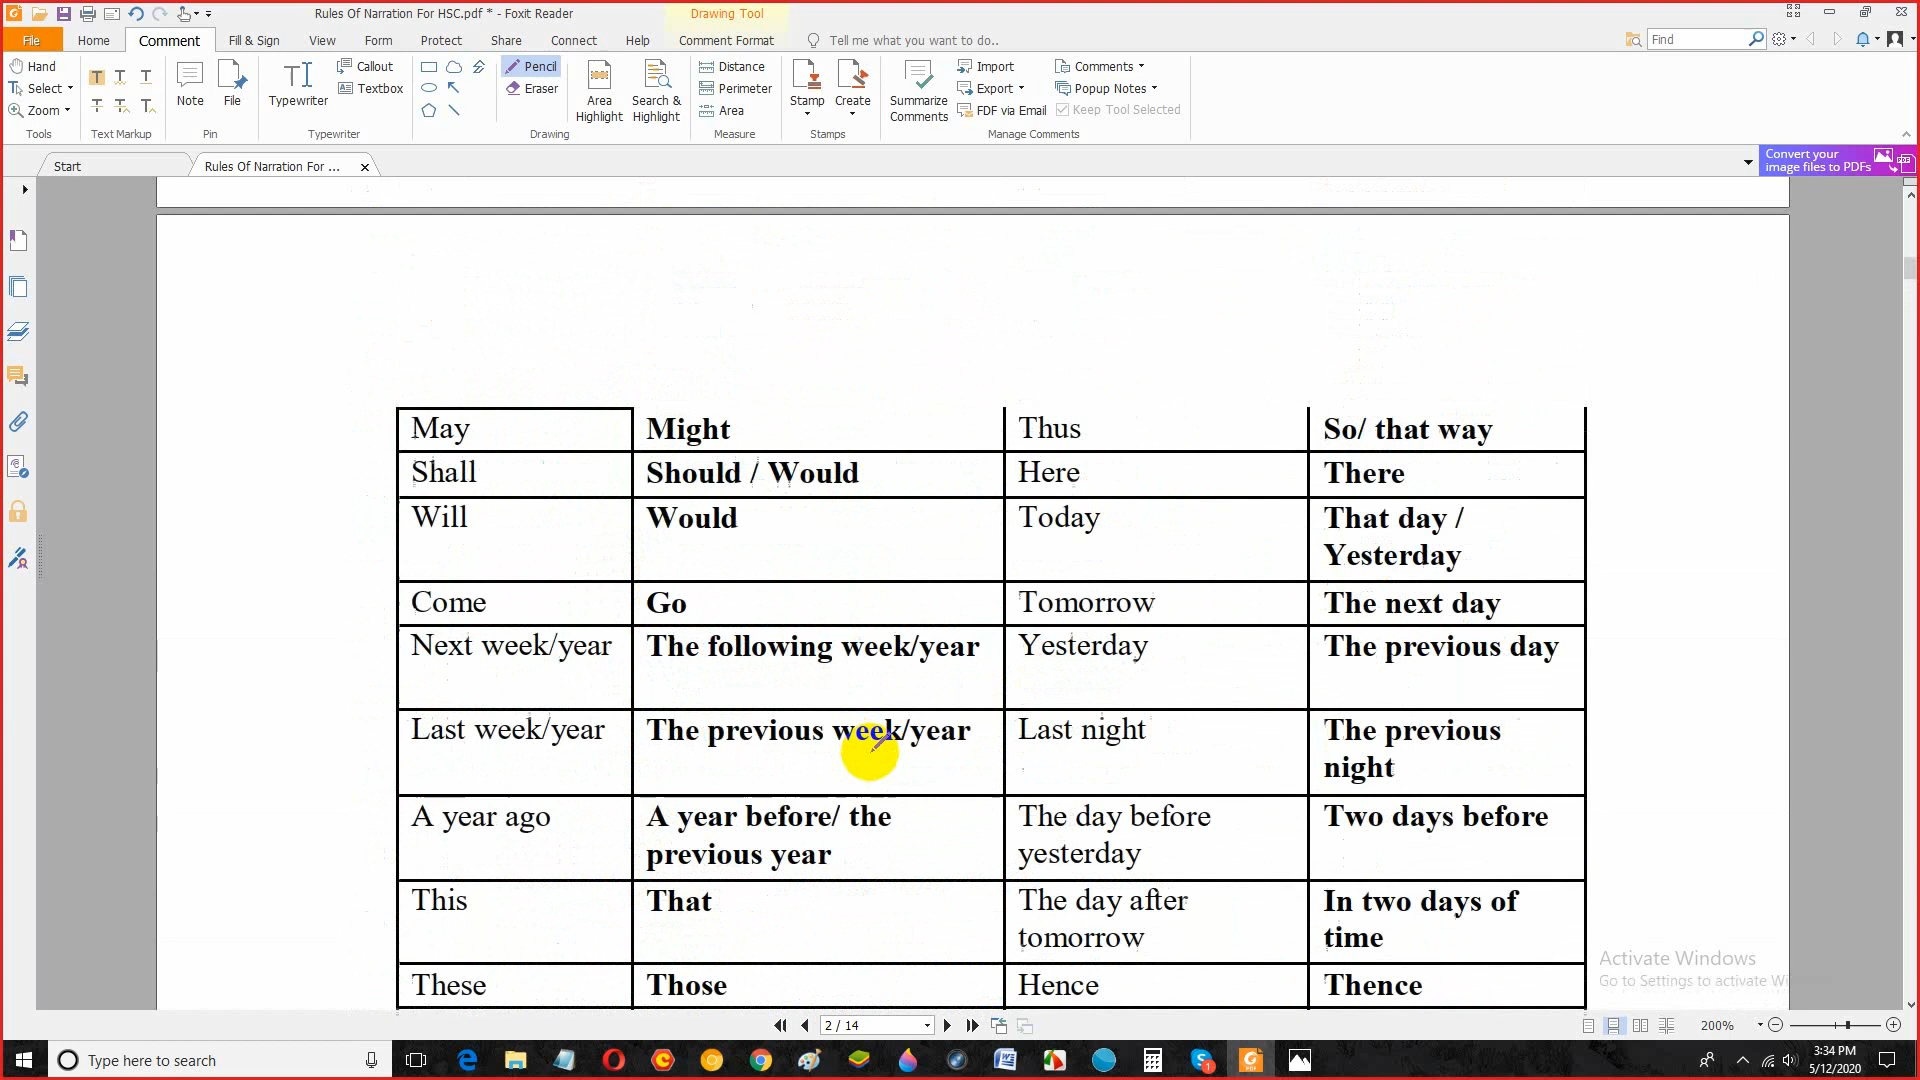 Rules Of Narration For HSC.pdf * - Foxit Reader
Drawing Tool
File Home Comment Fill & Sign View Form Protect Share Connect Help Comment Format Tell me what you want to do.. Find
Hand
Select
Zoom
Tools
Text Markup
Note File
Pin
Typewriter
Callout
Textbox
Typewriter
Pencil
Eraser
Area Highlight
Search & Highlight
Drawing
Distance
Perimeter
Area
Measure
Stamp Create
Stamps
Summarize Comments
Import
Export
FDF via Email
Comments
Popup Notes
Keep Tool Selected
Manage Comments
Start Rules Of Narration For ...
Convert your
image files to PDFs
May Might Thus So/ that way
Shall Should / Would Here There
Will Would Today That day /
Yesterday
Come Go Tomorrow The next day
Next week/year The following week/year Yesterday The previous day
Last week/year The previous week/year Last night The previous
night
A year ago A year before/ the The day before Two days before
previous year yesterday
This That The day after In two days of
tomorrow time
These Those Hence Thence
Activate Windows
Go to Settings to activate
2 / 14
200%
Type here to search
3:34 PM
5/12/2020